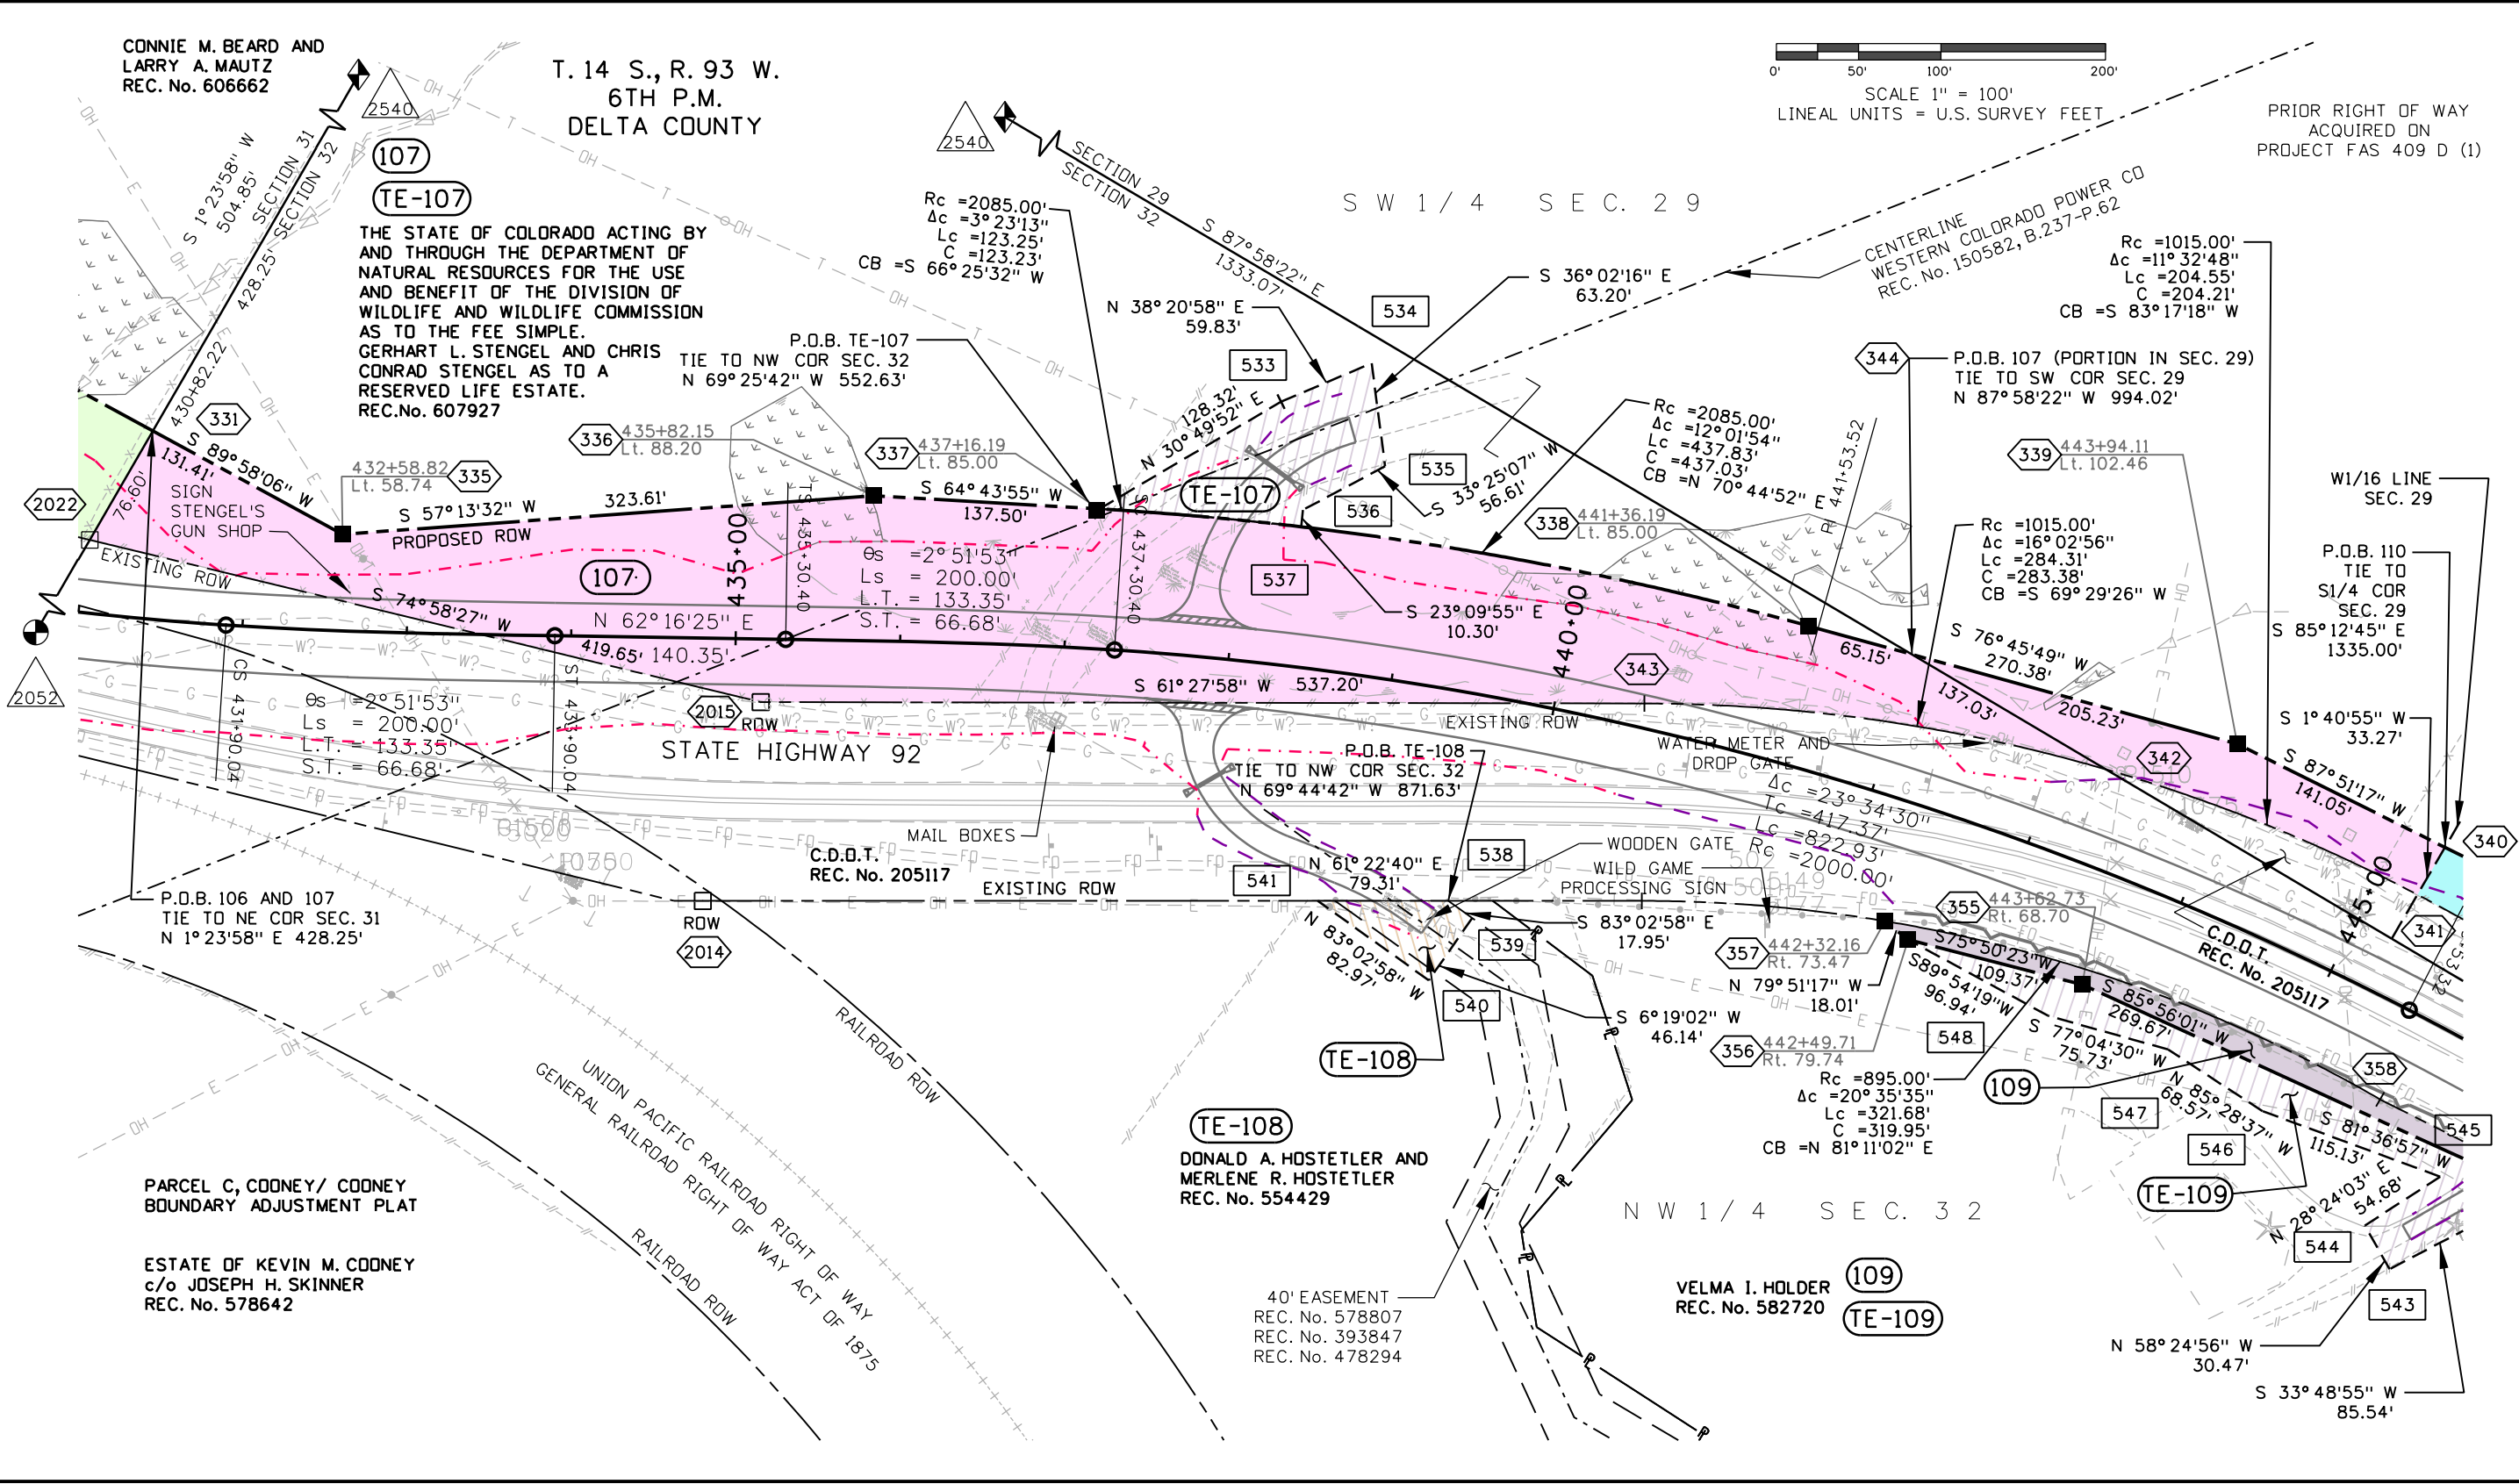 CONNIE M. BEARD AND
LARRY A. MAUTZ
REC. No. 606662
2540
T. 14 S., R. 93 W.
6TH P.M.
DELTA COUNTY
2540
0' 50' 100' 200'
SCALE 1" = 100'
LINEAL UNITS = U.S. SURVEY FEET
PRIOR RIGHT OF WAY
ACQUIRED ON
PROJECT FAS 409 D (1)
S 1°23'58" W
504.85'
SECTION 31
SECTION 32
428.25'
430+82.22
107
TE-107
THE STATE OF COLORADO ACTING BY
AND THROUGH THE DEPARTMENT OF
NATURAL RESOURCES FOR THE USE
AND BENEFIT OF THE DIVISION OF
WILDLIFE AND WILDLIFE COMMISSION
AS TO THE FEE SIMPLE.
GERHART L. STENGEL AND CHRIS
CONRAD STENGEL AS TO A
RESERVED LIFE ESTATE.
REC.No. 607927
SECTION 29
SECTION 32
S 87°58'22" E
1333.07'
SW 1/4 SEC. 29
Rc =2085.00'
Δc =3°23'13"
Lc =123.25'
C =123.23'
CB =S 66°25'32" W
N 38°20'58" E
59.83'
533
534
S 36°02'16" E
63.20'
CENTERLINE
WESTERN COLORADO POWER CO
REC. No. 150582, B.237-P.62
Rc =1015.00'
Δc =11°32'48"
Lc =204.55'
C =204.21'
CB =S 83°17'18" W
P.O.B. TE-107
TIE TO NW COR SEC. 32
N 69°25'42" W 552.63'
344
P.O.B. 107 (PORTION IN SEC. 29)
TIE TO SW COR SEC. 29
N 87°58'22" W 994.02'
128.32'
N 30°49'52" E
Rc =2085.00'
Δc =12°01'54"
Lc =437.83'
C =437.03'
CB =N 70°44'52" E
331
335
432+58.82
Lt. 58.74
336
435+82.15
Lt. 88.20
337
437+16.19
Lt. 85.00
535
536
S 33°25'07" W
56.61'
TE-107
338
441+36.19
Lt. 85.00
R 441+53.52
339
443+94.11
Lt. 102.46
W1/16 LINE
SEC. 29
2022
S 89°58'06" W
131.41'
76.60'
SIGN
STENGEL'S
GUN SHOP
S 57°13'32" W 323.61'
PROPOSED ROW
S 64°43'55" W
137.50'
Rc =1015.00'
Δc =16°02'56"
Lc =284.31'
C =283.38'
CB =S 69°29'26" W
P.O.B. 110
TIE TO
S1/4 COR
SEC. 29
S 85°12'45" E
1335.00'
EXISTING ROW
S 74°58'27" W
419.65'
107
435+00
TS 435+30.40
SC 437+30.40
θs =2°51'53"
Ls = 200.00'
L.T. = 133.35'
S.T. = 66.68'
N 62°16'25" E
140.35'
537
S 23°09'55" E
10.30'
440+00
343
65.15'
S 76°45'49" W
270.38'
137.03'
205.23'
S 1°40'55" W
33.27'
2052
CS 431+90.04
ST 433+90.04
θs =2°51'53"
Ls = 200.00'
L.T. = 133.35'
S.T. = 66.68'
2015
ROW
S 61°27'58" W 537.20'
EXISTING ROW
STATE HIGHWAY 92
P.O.B. TE-108
TIE TO NW COR SEC. 32
N 69°44'42" W 871.63'
WATER METER AND
DROP GATE
342
S 87°51'17" W
141.05'
Δc =23°34'30"
Tc =417.37'
Lc =822.93'
Rc =2000.00'
340
MAIL BOXES
C.D.O.T.
REC. No. 205117
541
N 61°22'40" E
79.31'
538
WOODEN GATE
WILD GAME
PROCESSING SIGN
EXISTING ROW
445+00
P.O.B. 106 AND 107
TIE TO NE COR SEC. 31
N 1°23'58" E 428.25'
ROW
2014
N 83°02'58" W
82.97'
539
S 83°02'58" E
17.95'
357
442+32.16
Rt. 73.47
355
443+62.73
Rt. 68.70
C.D.O.T.
REC. No. 205117
341
N 79°51'17" W
18.01'
S75°50'23"W
109.37'
S89°54'19"W
96.94'
540
S 6°19'02" W
46.14'
356
442+49.71
Rt. 79.74
548
S 85°56'01" W
269.67'
S 77°04'30" W
75.73'
TE-108
RAILROAD ROW
UNION PACIFIC RAILROAD RIGHT OF WAY
GENERAL RAILROAD RIGHT OF WAY ACT OF 1875
Rc =895.00'
Δc =20°35'35"
Lc =321.68'
C =319.95'
CB =N 81°11'02" E
109
358
547
N 85°28'37" W
68.57'
545
S 81°36'57" W
115.13'
546
TE-108
DONALD A. HOSTETLER AND
MERLENE R. HOSTETLER
REC. No. 554429
PARCEL C, COONEY/ COONEY
BOUNDARY ADJUSTMENT PLAT
TE-109
N 28°24'03" E
54.68'
NW 1/4 SEC. 32
544
RAILROAD ROW
ESTATE OF KEVIN M. COONEY
c/o JOSEPH H. SKINNER
REC. No. 578642
40' EASEMENT
REC. No. 578807
REC. No. 393847
REC. No. 478294
VELMA I. HOLDER
REC. No. 582720
109
TE-109
543
N 58°24'56" W
30.47'
S 33°48'55" W
85.54'